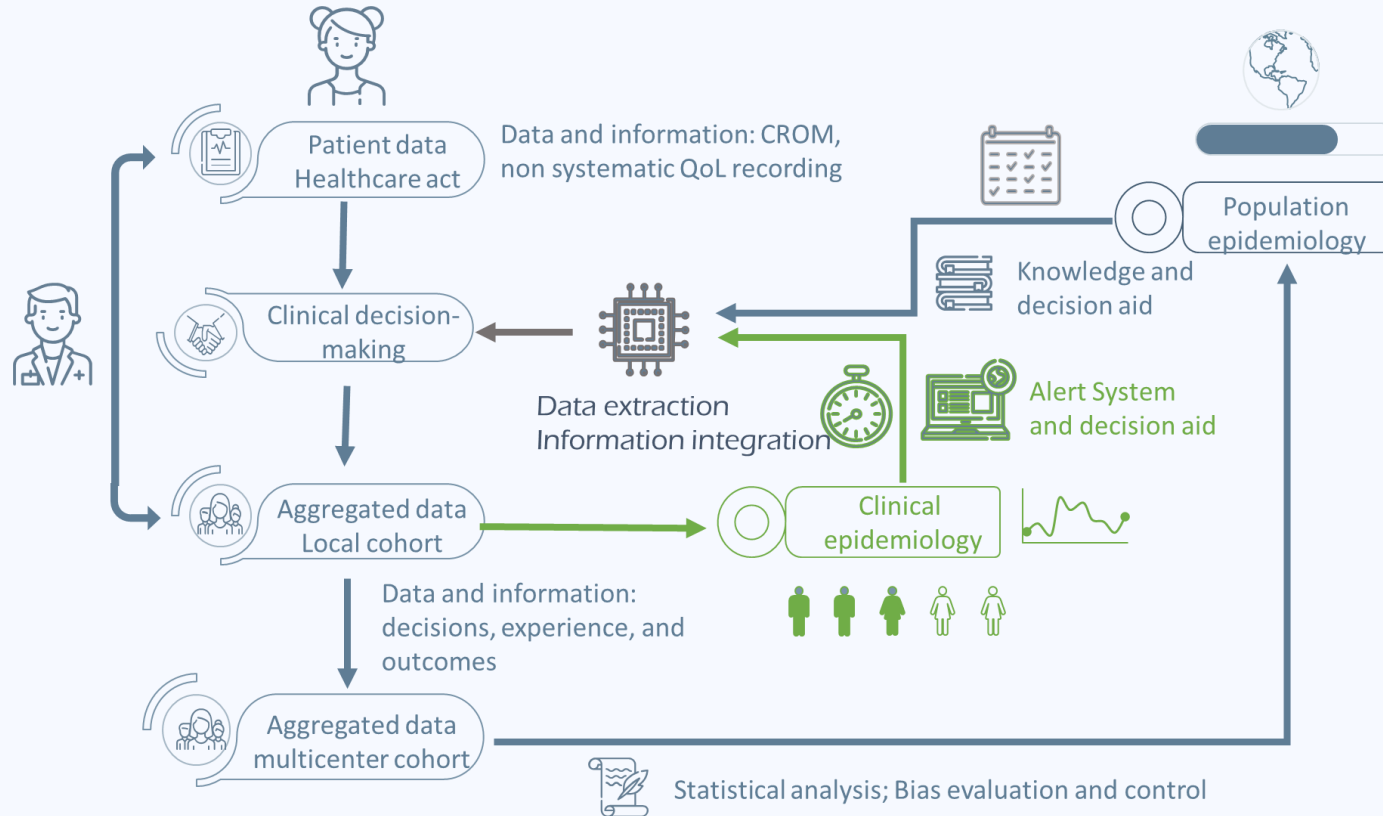 Patient data
Healthcare act
Data and information: CROM,
non systematic QoL recording
Population
epidemiology
Knowledge and
decision aid
Clinical decision-
making
Data extraction
Information integration
Alert System
and decision aid
Aggregated data
Local cohort
Clinical
epidemiology
Data and information:
decisions, experience, and
outcomes
Aggregated data
multicenter cohort
Statistical analysis; Bias evaluation and control